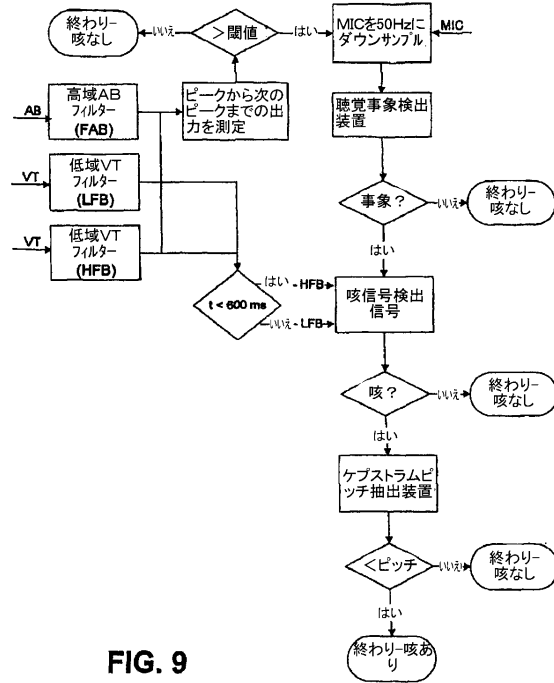 終わり–
咳なし
いいえ
>閾値
はい
MICを50Hzに
ダウンサンプル
MIC
AB
高域AB
フィルター
(FAB)
ピークから次の
ピークまでの出
力を測定
聴覚事象検出
装置
VT
低域VT
フィルター
(LFB)
事象?
いいえ
終わり–
咳なし
VT
低域VT
フィルター
(HFB)
はい
t < 600 ms
はい
HFB
いいえ
LFB
咳信号検出
信号
咳?
いいえ
終わり–
咳なし
はい
ケプストラムピ
ッチ抽出装置
<ピッチ
いいえ
終わり–
咳なし
はい
終わり–咳あ
り
FIG. 9